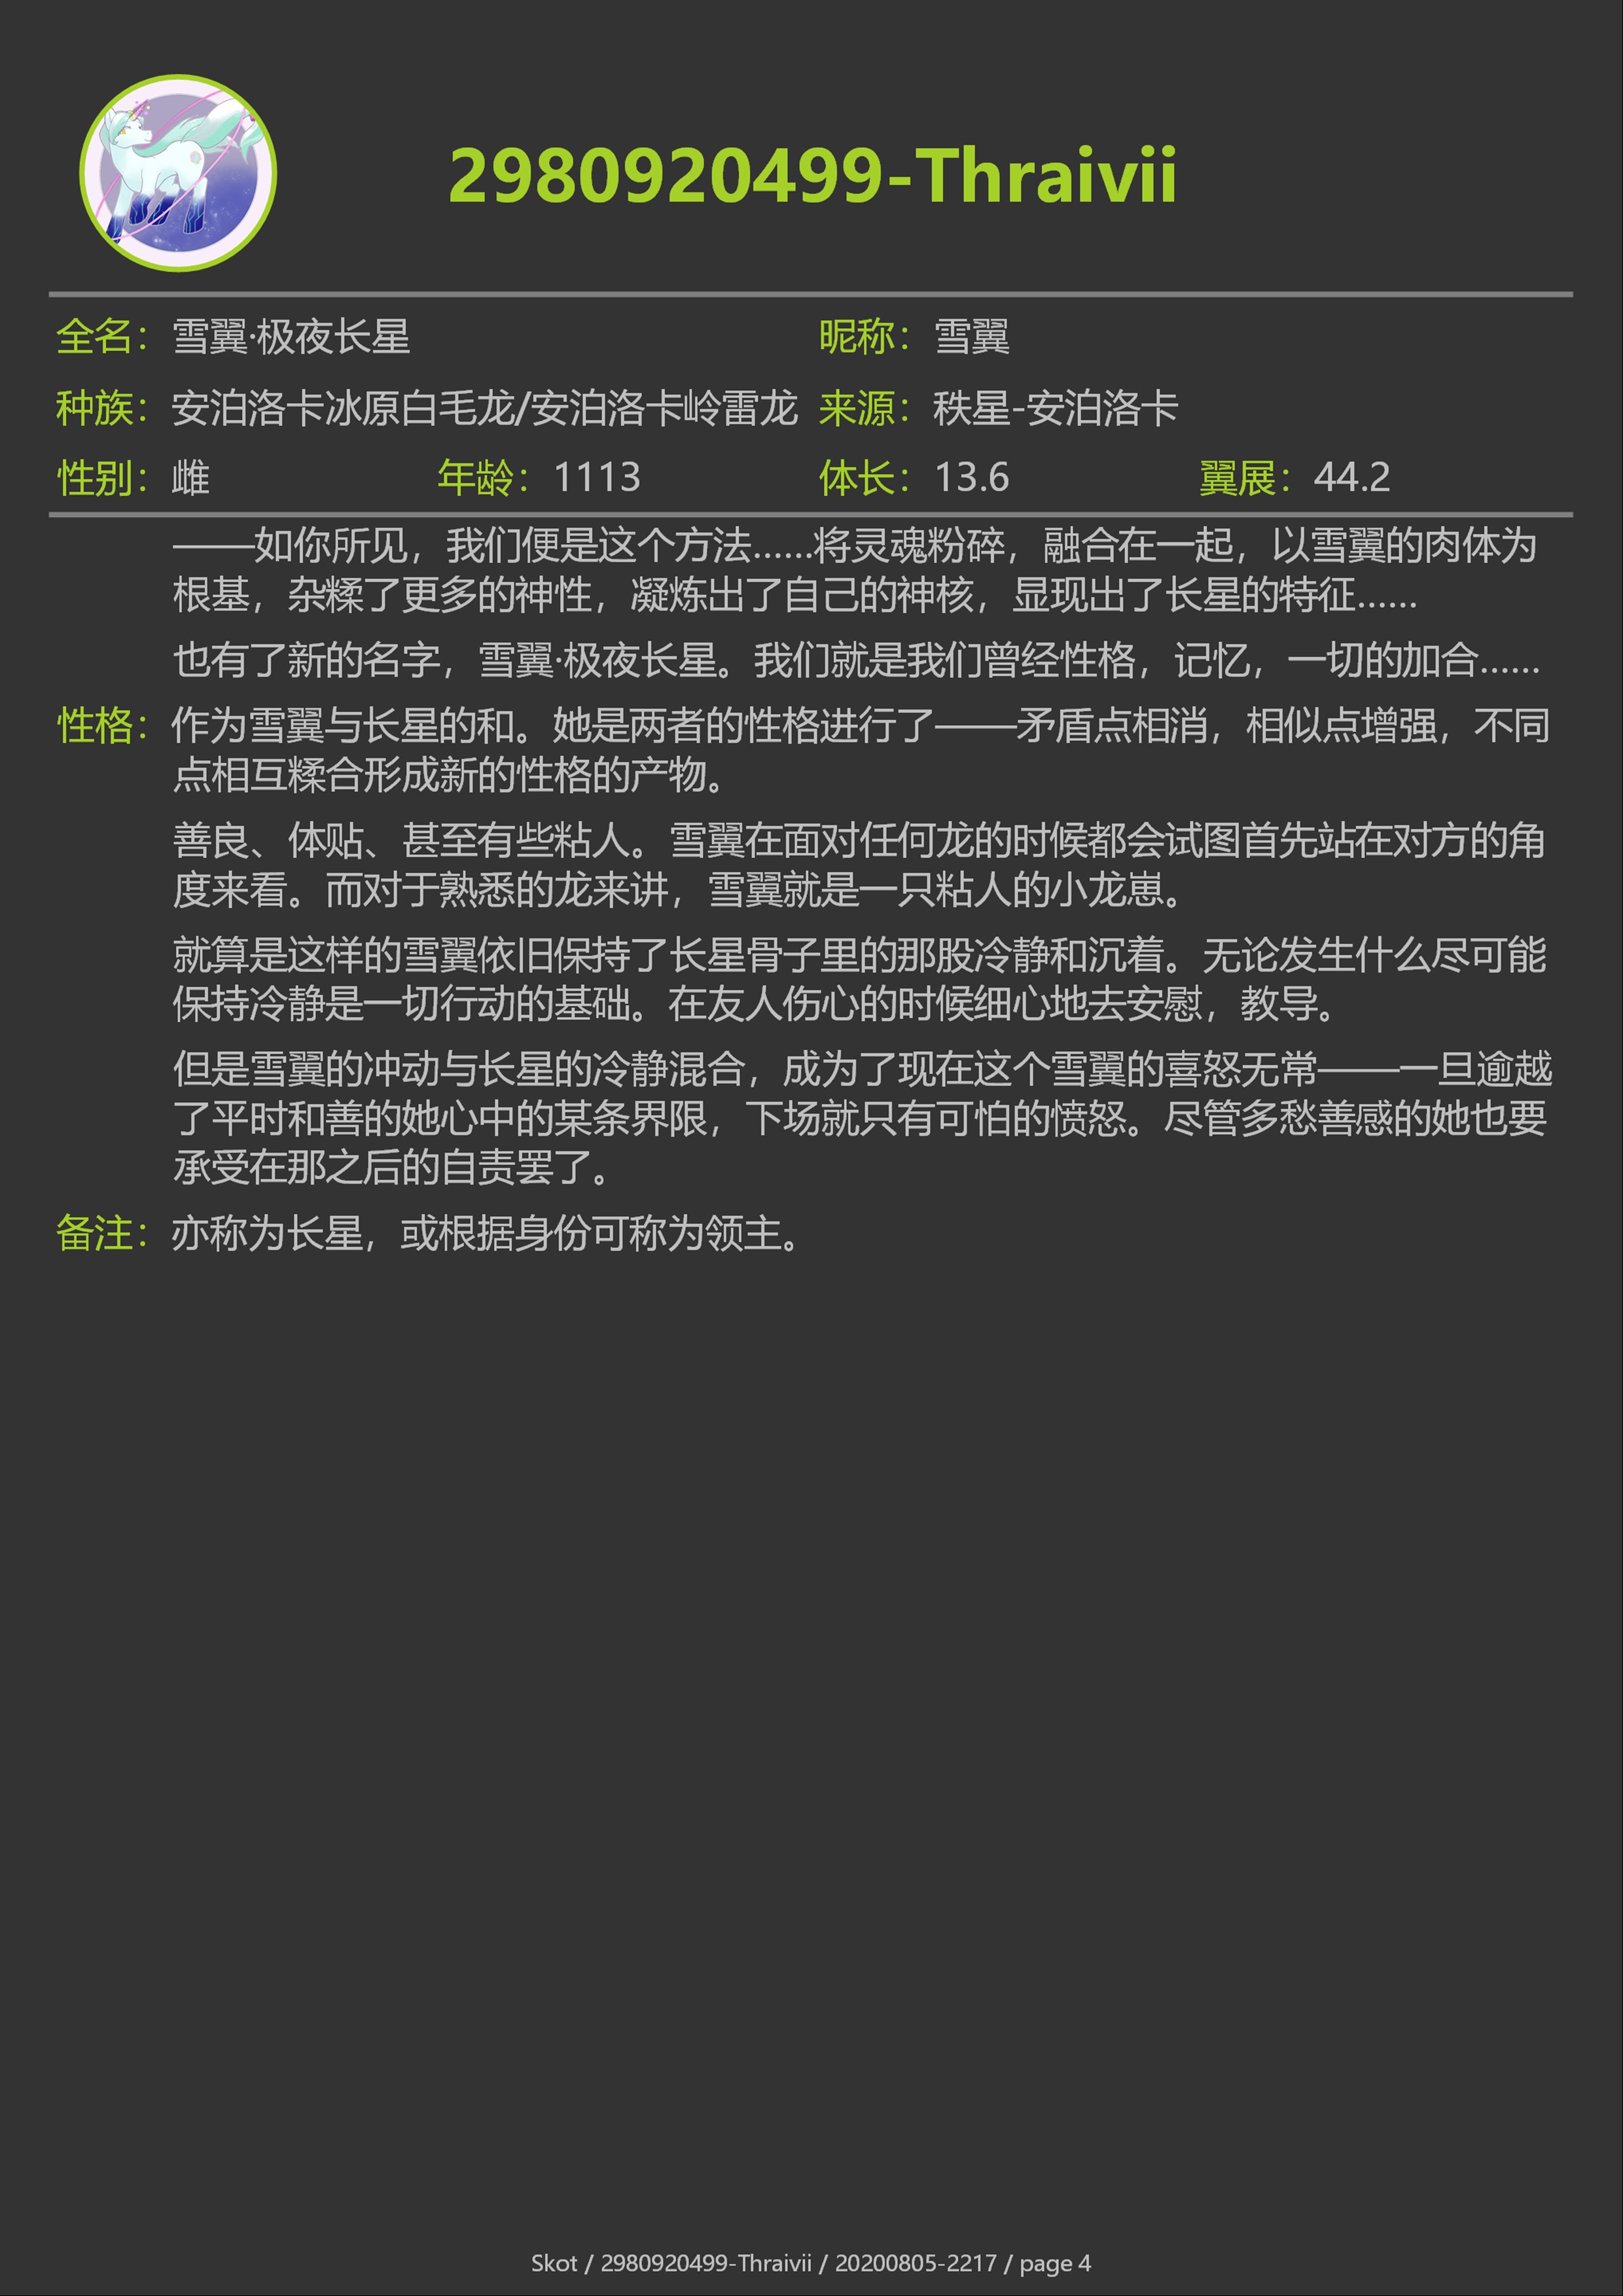 2980920499-Thraivii
全名：雪翼·极夜长星 昵称：雪翼
种族：安泊洛卡冰原白毛龙/安泊洛卡岭雷龙 来源：秩星-安泊洛卡
性别：雌 年龄：1113 体长：13.6 翼展：44.2
——如你所见，我们便是这个方法……将灵魂粉碎，融合在一起，以雪翼的肉体为
根基，杂糅了更多的神性，凝炼出了自己的神核，显现出了长星的特征……
也有了新的名字，雪翼·极夜长星。我们就是我们曾经性格，记忆，一切的加合……
性格：作为雪翼与长星的和。她是两者的性格进行了——矛盾点相消，相似点增强，不同
点相互糅合形成新的性格的产物。
善良、体贴、甚至有些粘人。雪翼在面对任何龙的时候都会试图首先站在对方的角
度来看。而对于熟悉的龙来讲，雪翼就是一只粘人的小龙崽。
就算是这样的雪翼依旧保持了长星骨子里的那股冷静和沉着。无论发生什么尽可能
保持冷静是一切行动的基础。在友人伤心的时候细心地去安慰，教导。
但是雪翼的冲动与长星的冷静混合，成为了现在这个雪翼的喜怒无常——一旦逾越
了平时和善的她心中的某条界限，下场就只有可怕的愤怒。尽管多愁善感的她也要
承受在那之后的自责罢了。
备注：亦称为长星，或根据身份可称为领主。
Skot / 2980920499-Thraivii / 20200805-2217 / page 4